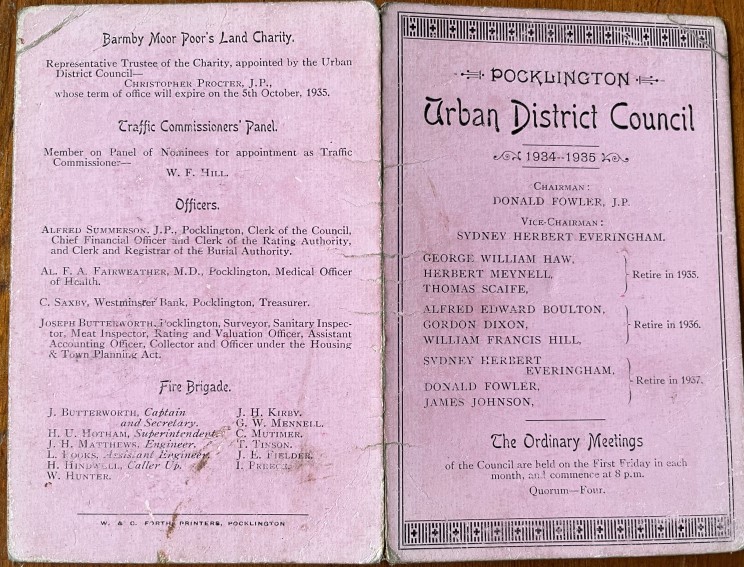 Barmby Moor Poor's Land Charity.
Representative Trustee of the Charity, appointed by the Urban
District Council—
CHRISTOPHER PROCTER, J.P.,
whose term of office will expire on the 5th October, 1935.
Traffic Commissioners' Panel.
Member on Panel of Nominees for appointment as Traffic
Commissioner—
W. F. HILL.
Officers.
ALFRED SUMMERSON, J.P., Pocklington, Clerk of the Council,
Chief Financial Officer and Clerk of the Rating Authority,
and Clerk and Registrar of the Burial Authority.
AL. F. A. FAIRWEATHER, M.D., Pocklington, Medical Officer
of Health.
C. SAXBY, Westminster Bank, Pocklington, Treasurer.
JOSEPH BUTTERWORTH, Pocklington, Surveyor, Sanitary Inspec-
tor, Meat Inspector, Rating and Valuation Officer, Assistant
Accounting Officer, Collector and Officer under the Housing
& Town Planning Act.
Fire Brigade.
J. BUTTERWORTH, Captain
and Secretary.
H. U. HOTHAM, Superintendent.
J. H. MATTHEWS, Engineer.
L. FOOKS, Assistant Engineer.
H. HINDWELL, Caller Up.
W. HUNTER.
J. H. KIRBY.
G. W. MENNELL.
C. MUTIMER.
T. TINSON.
J. E. FIELDER.
I. PREECE.
W. & C. FORTH, PRINTERS, POCKLINGTON
POCKLINGTON
Urban District Council
1934--1935
CHAIRMAN:
DONALD FOWLER, J.P.
VICE-CHAIRMAN:
SYDNEY HERBERT EVERINGHAM.
GEORGE WILLIAM HAW,
HERBERT MEYNELL,
THOMAS SCAIFE,
Retire in 1935.
ALFRED EDWARD BOULTON,
GORDON DIXON,
WILLIAM FRANCIS HILL,
Retire in 1936.
SYDNEY HERBERT
EVERINGHAM,
DONALD FOWLER,
JAMES JOHNSON,
Retire in 1937.
The Ordinary Meetings
of the Council are held on the First Friday in each
month, and commence at 8 p.m.
Quorum—Four.